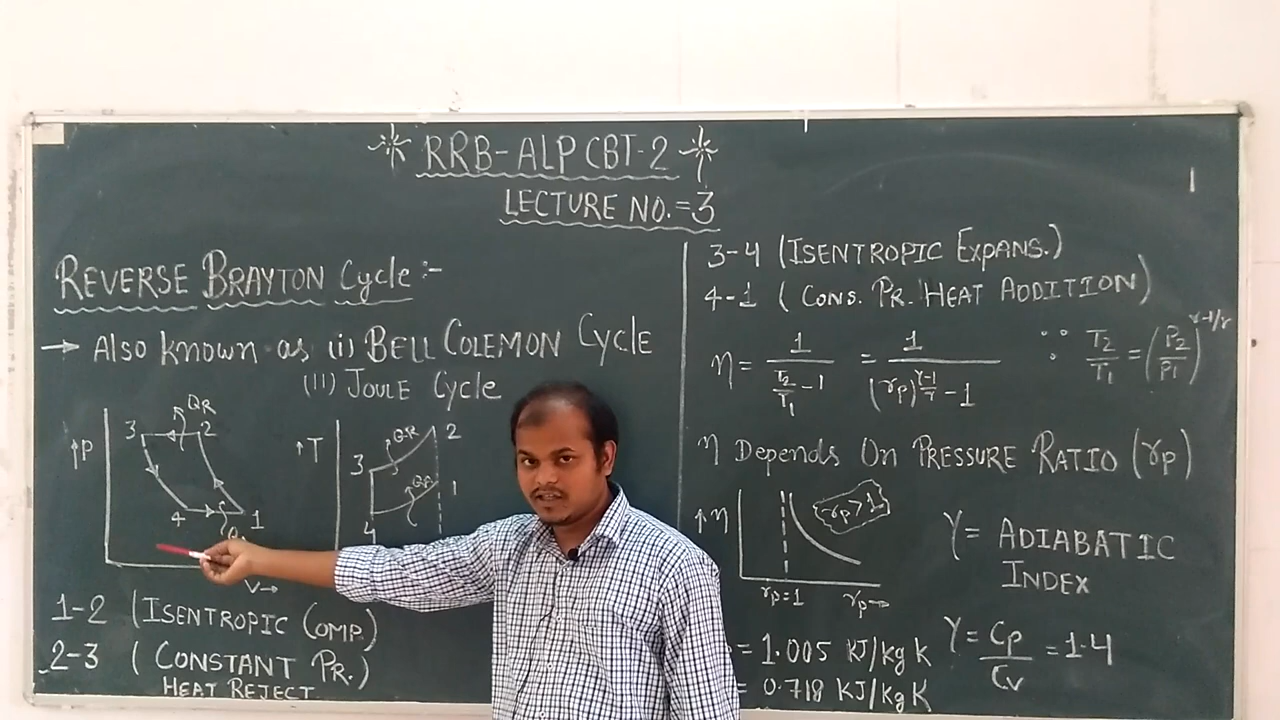 RRB-ALP CBT-2
LECTURE NO.=3
REVERSE BRAYTON Cycle:-
→ Also known as (i) BELL COLEMON Cycle
(II) JOULE Cycle
↑P
3
QR
2
4
1
V→
↑T
3
QR
2
QA
1
4
1-2 (ISENTROPIC COMP.)
2-3 ( CONSTANT PR.)
HEAT REJECT.
3-4 (ISENTROPIC EXPANS.)
4-1 ( CONS. PR. HEAT ADDITION)
η = 1/(T2/T1 - 1) = 1/((rp)^(γ-1/γ) - 1) ∵ T2/T1 = (P2/P1)^γ-1/γ
η Depends On PRESSURE RATIO (rp)
↑η
rp>1
rp=1
rp→
γ = ADIABATIC
INDEX
= 1.005 KJ/kg K
= 0.718 KJ/kg K
γ = Cp/Cv = 1.4